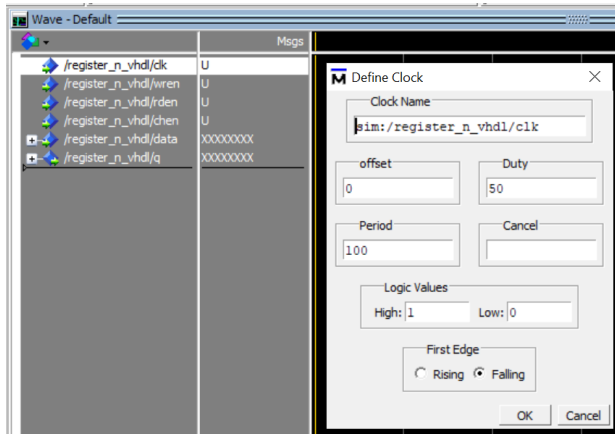 Wave - Default
Msgs
/register_n_vhdl/clk U
/register_n_vhdl/wren U
/register_n_vhdl/rden U
/register_n_vhdl/chen U
/register_n_vhdl/data XXXXXXXX
/register_n_vhdl/q XXXXXXXX
M Define Clock
Clock Name
sim:/register_n_vhdl/clk
offset Duty
0 50
Period Cancel
100
Logic Values
High: 1 Low: 0
First Edge
Rising Falling
OK Cancel